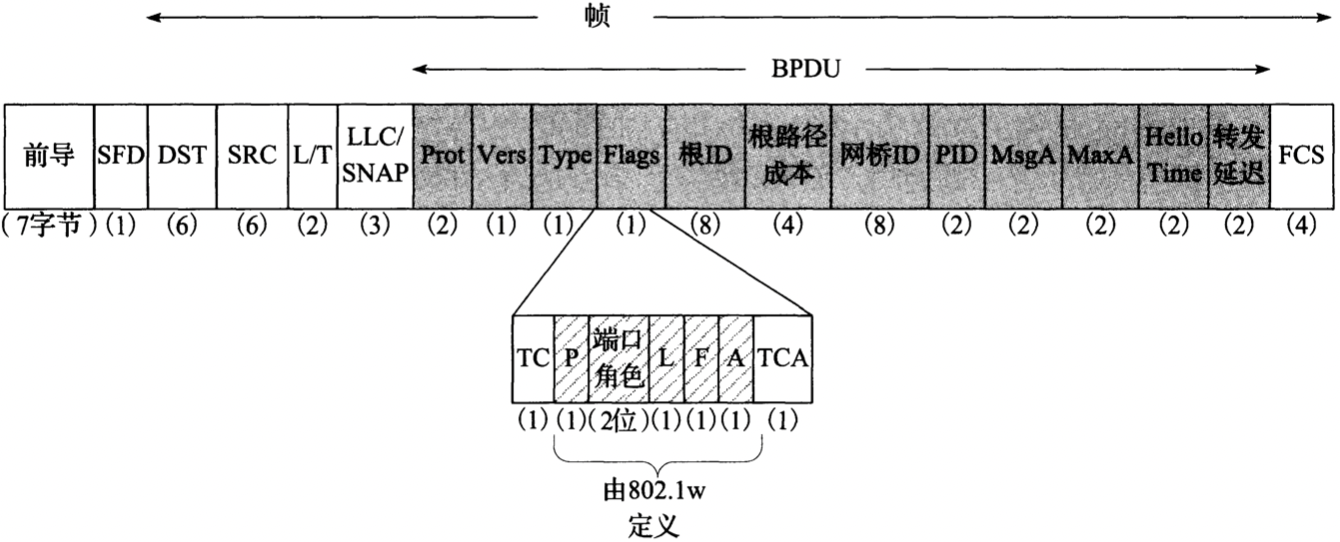 帧
BPDU
前导 SFD DST SRC L/T LLC/SNAP Prot Vers Type Flags 根ID 根路径成本 网桥ID PID MsgA MaxA Hello Time 转发延迟 FCS
(7字节) (1) (6) (6) (2) (3) (2) (1) (1) (1) (8) (4) (8) (2) (2) (2) (2) (2) (4)
TC P 端口角色 L F A TCA
(1) (1) (2位) (1) (1) (1) (1)
由802.1w
定义